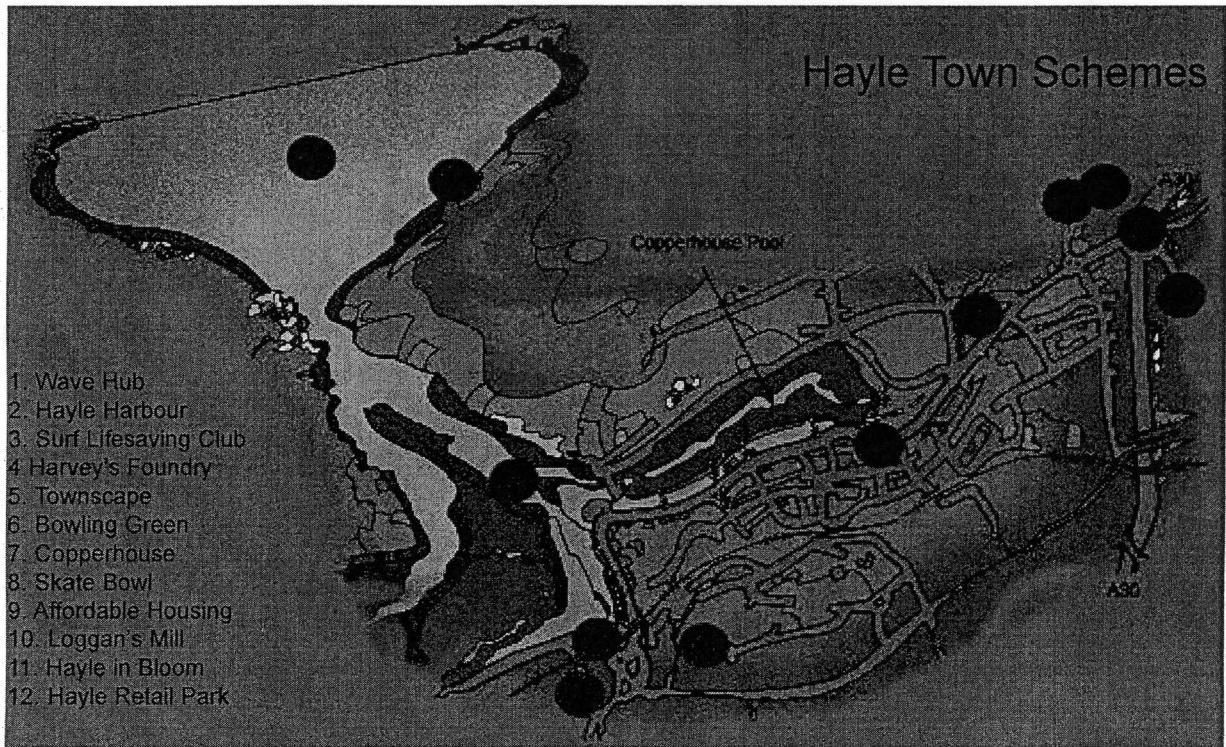 Hayle Town Schemes
A30
Copperhouse Pool
1. Wave Hub
2. Hayle Harbour
3. Surf Lifesaving Club
4 Harvey's Foundry
5. Townscape
6. Bowling Green
7. Copperhouse
8. Skate Bowl
9. Affordable Housing
10. Loggan's Mill
11. Hayle in Bloom
12. Hayle Retail Park
A30